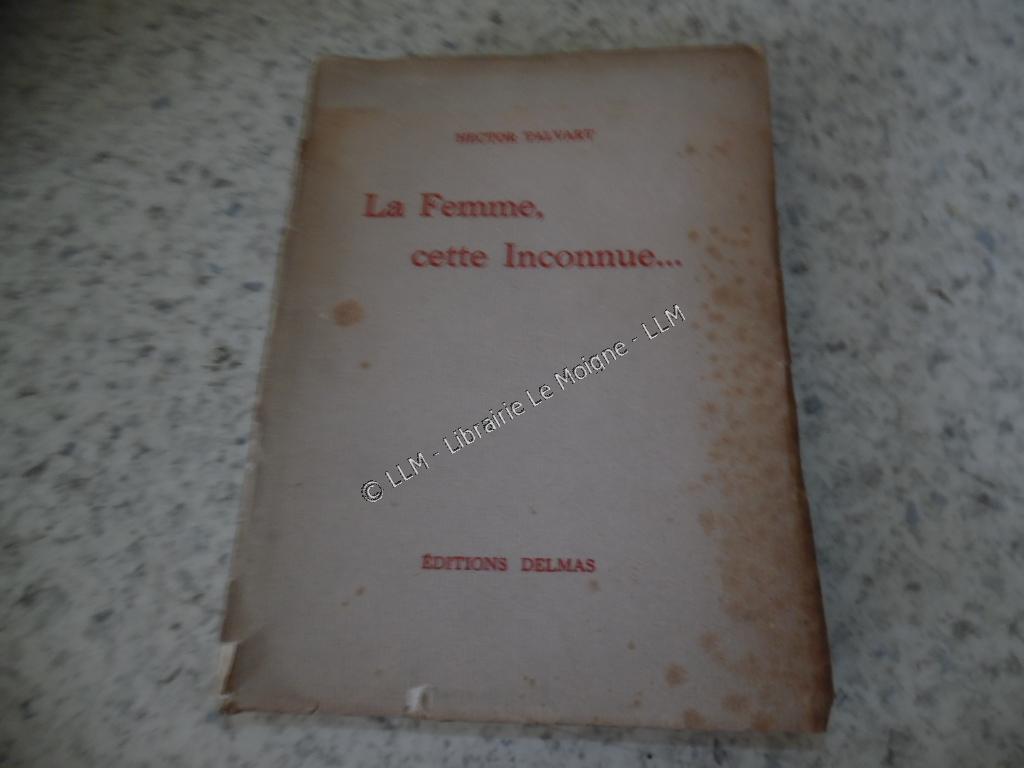 HECTOR TALVART
La Femme,
cette Inconnue...
© LLM - Librairie Le Moigne - LLM
ÉDITIONS DELMAS